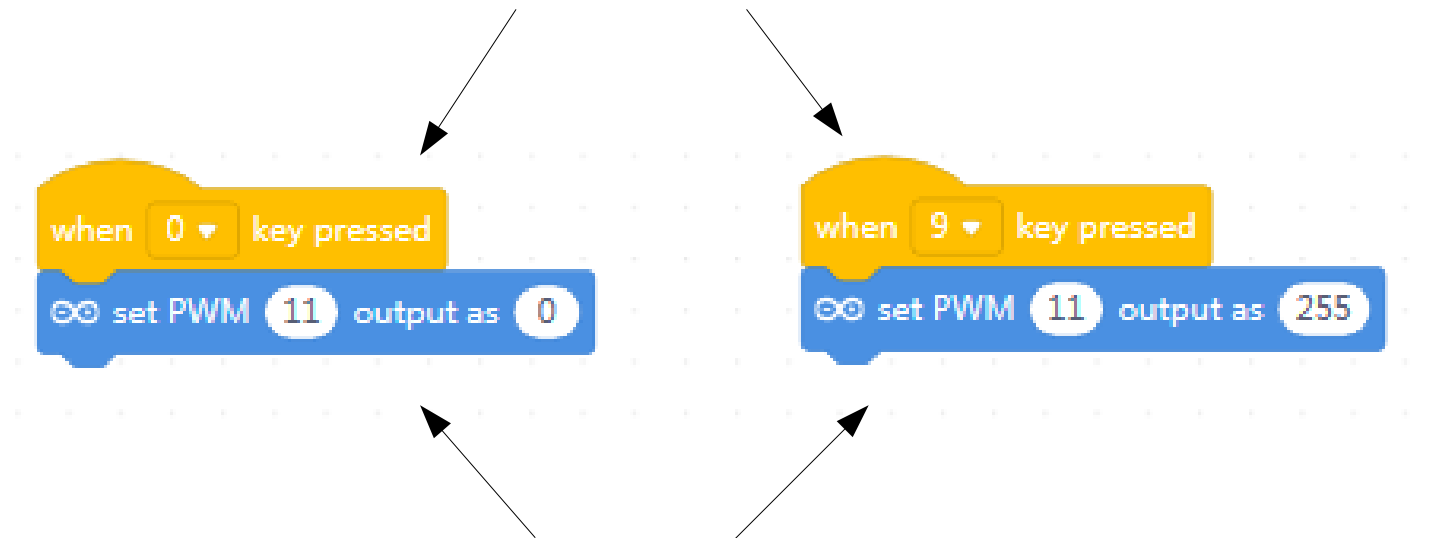 when 0 key pressed
set PWM 11 output as 0
when 9 key pressed
set PWM 11 output as 255